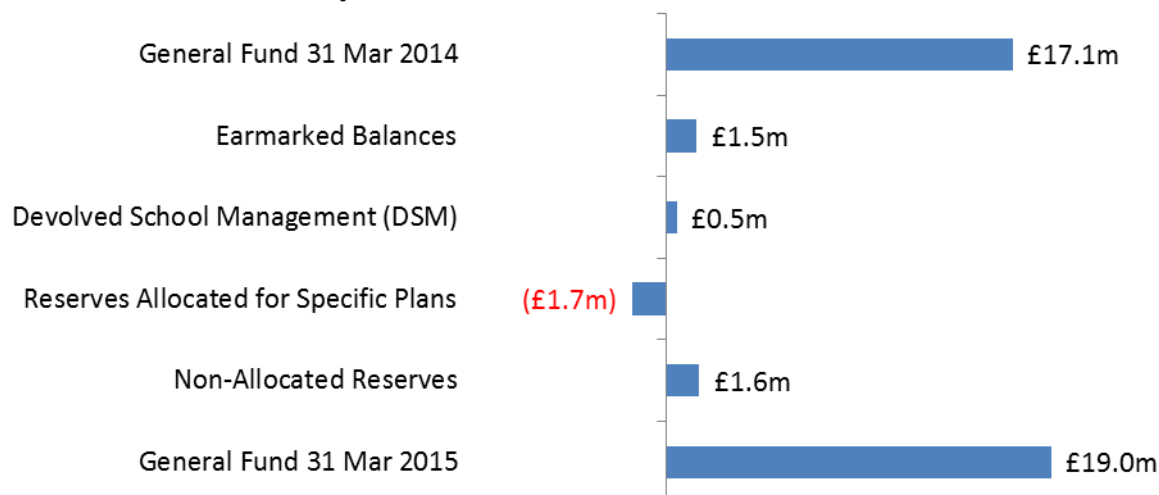 General Fund 31 Mar 2014 £17.1m
Earmarked Balances £1.5m
Devolved School Management (DSM) £0.5m
Reserves Allocated for Specific Plans (£1.7m)
Non-Allocated Reserves £1.6m
General Fund 31 Mar 2015 £19.0m